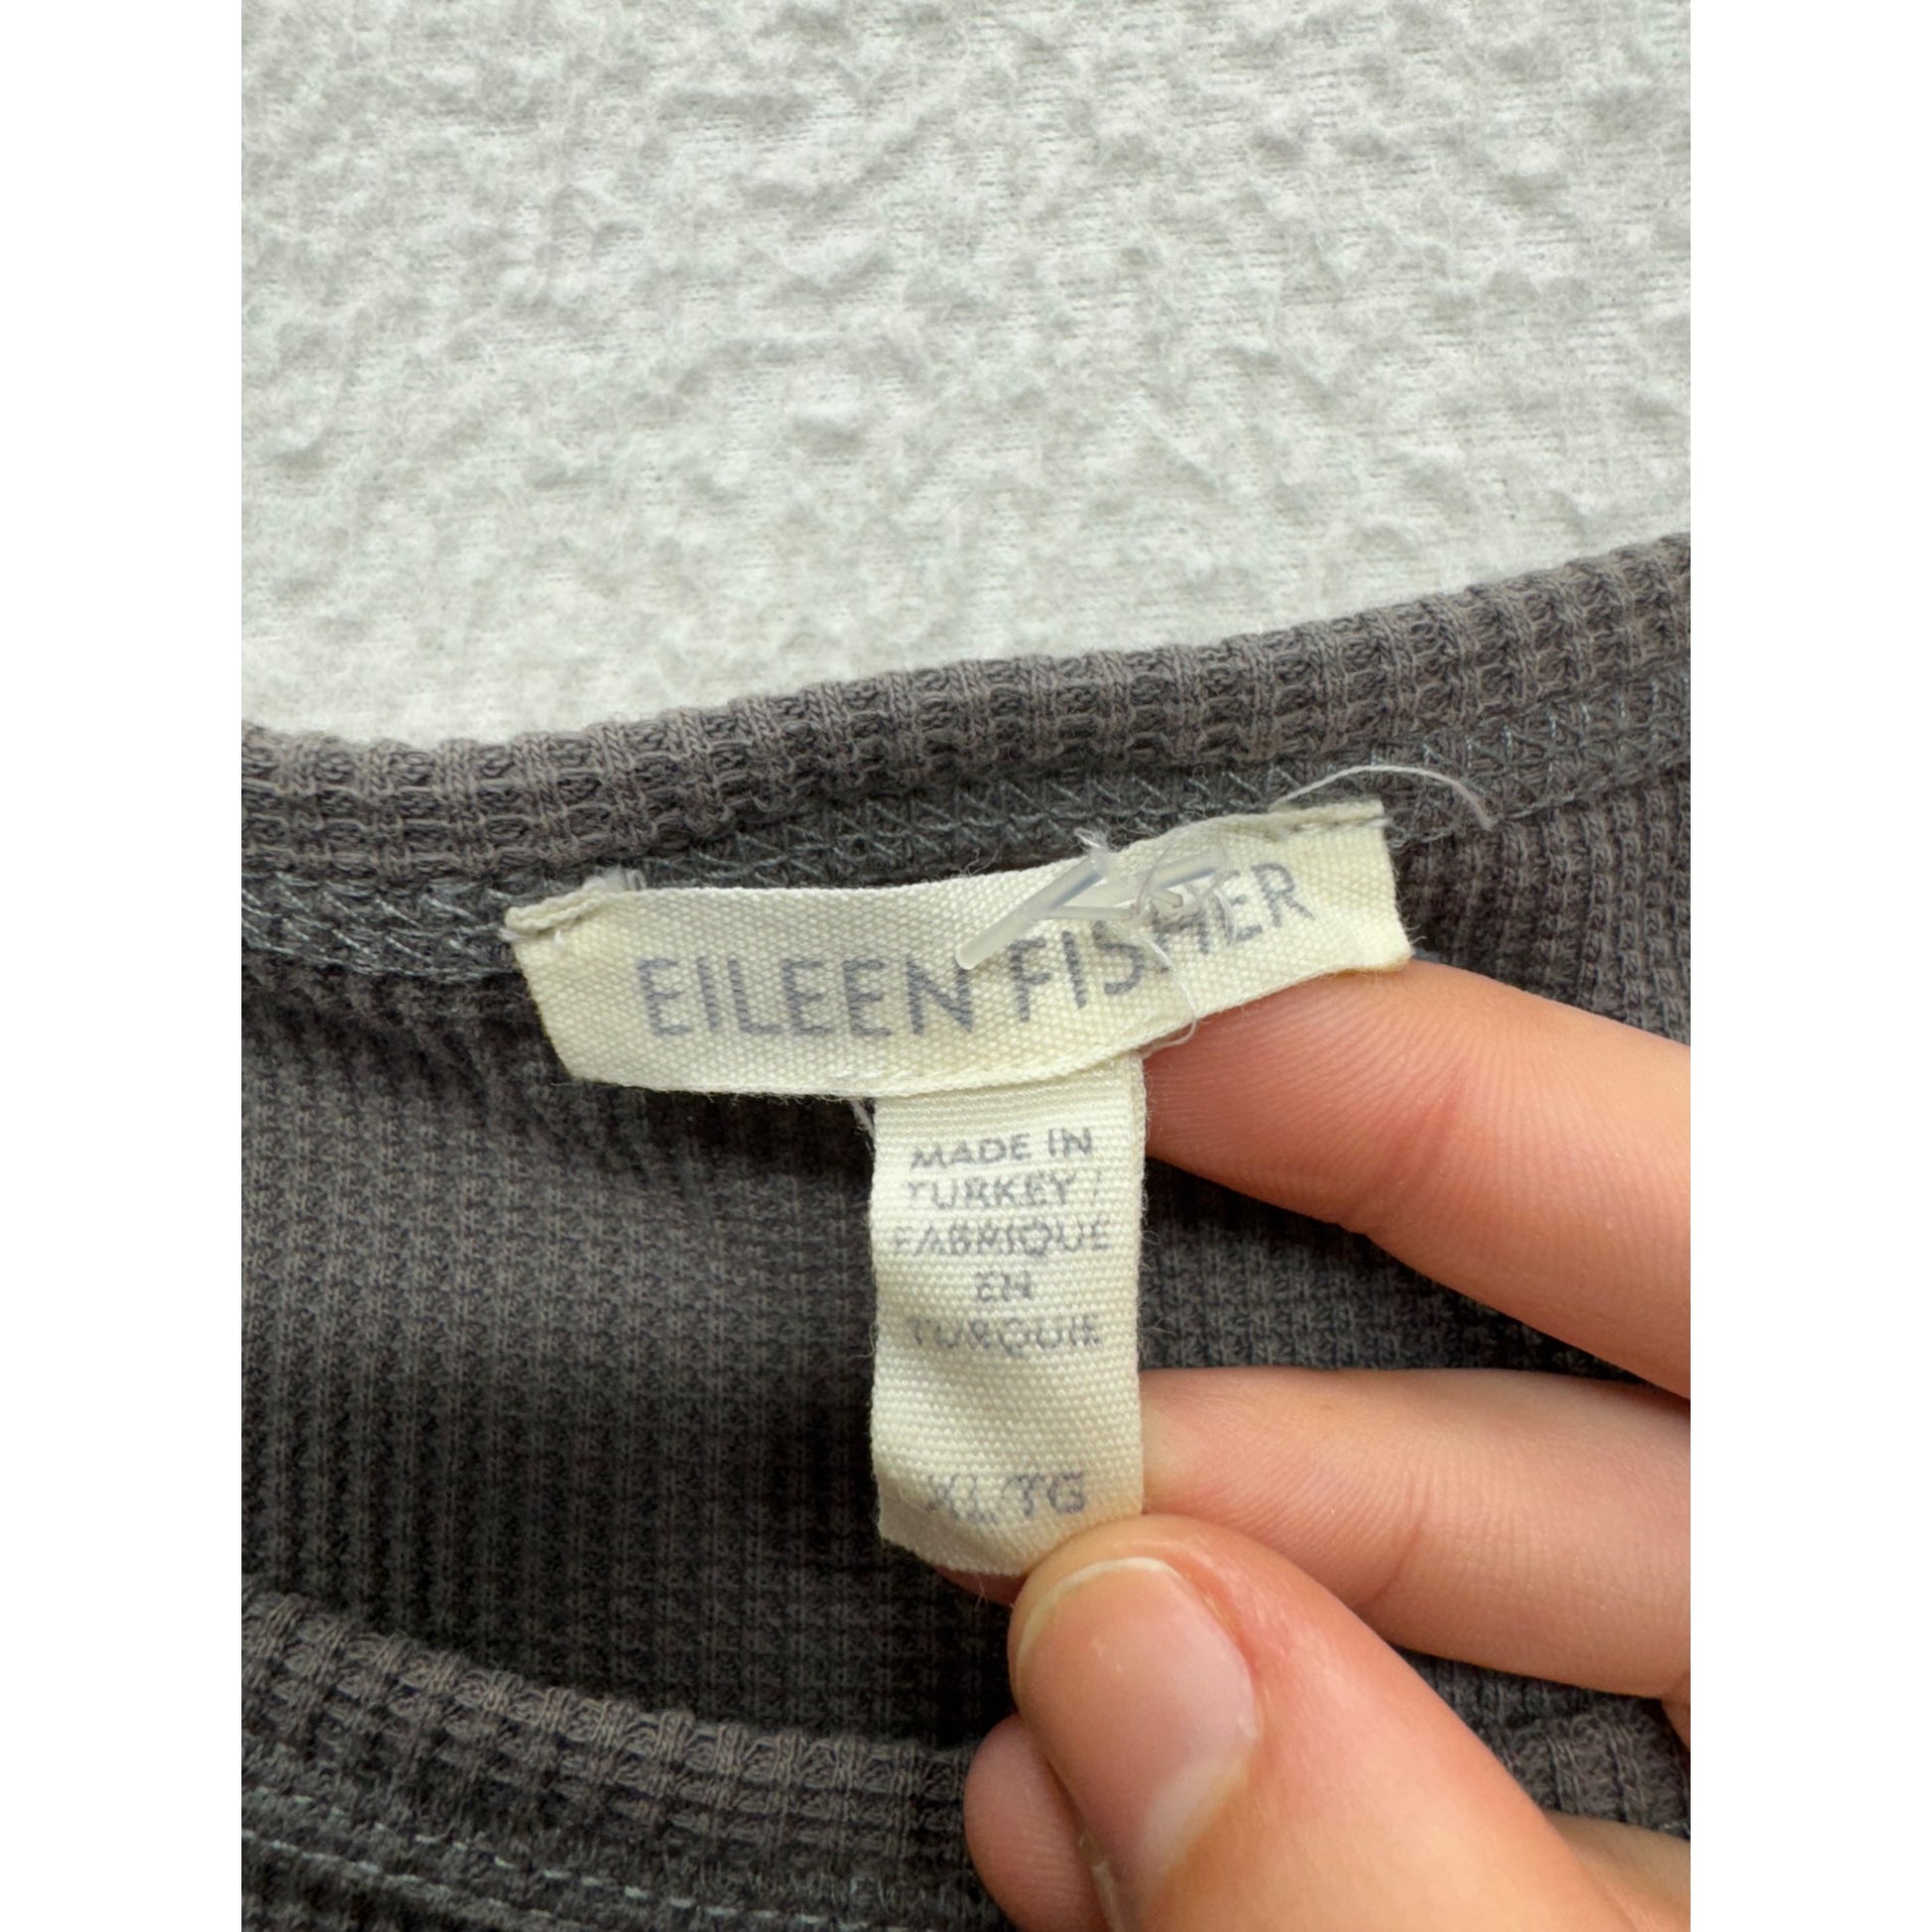 EILEEN FISHER
MADE IN
TURKEY /
FABRIQUE
EN
TURQUIE
XL/TG